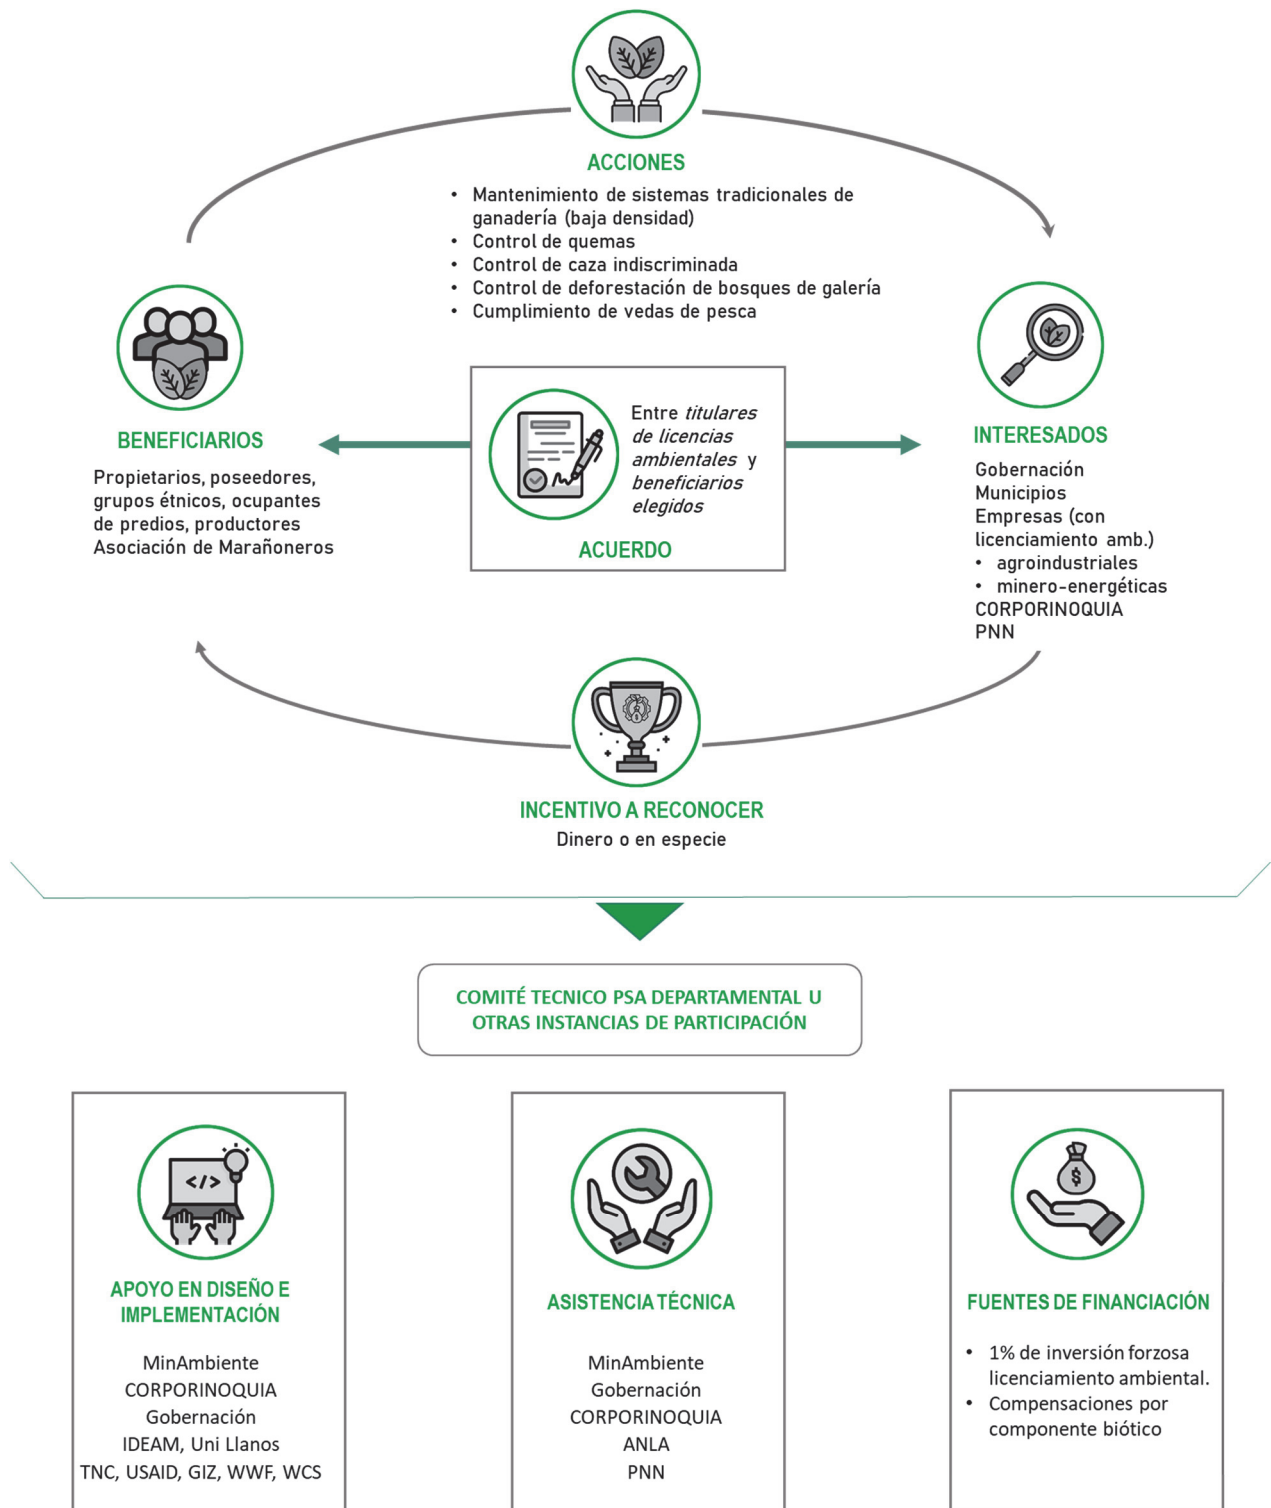 ACCIONES
• Mantenimiento de sistemas tradicionales de
ganadería (baja densidad)
• Control de quemas
• Control de caza indiscriminada
• Control de deforestación de bosques de galería
• Cumplimiento de vedas de pesca
BENEFICIARIOS
Propietarios, poseedores,
grupos étnicos, ocupantes
de predios, productores
Asociación de Marañoneros
Entre titulares
de licencias
ambientales y
beneficiarios
elegidos
ACUERDO
INTERESADOS
Gobernación
Municipios
Empresas (con
licenciamiento amb.)
• agroindustriales
• minero-energéticas
CORPORINOQUIA
PNN
INCENTIVO A RECONOCER
Dinero o en especie
COMITÉ TECNICO PSA DEPARTAMENTAL U
OTRAS INSTANCIAS DE PARTICIPACIÓN
</>
APOYO EN DISEÑO E
IMPLEMENTACIÓN
MinAmbiente
CORPORINOQUIA
Gobernación
IDEAM, Uni Llanos
TNC, USAID, GIZ, WWF, WCS
ASISTENCIA TÉCNICA
MinAmbiente
Gobernación
CORPORINOQUIA
ANLA
PNN
$
FUENTES DE FINANCIACIÓN
• 1% de inversión forzosa
licenciamiento ambiental.
• Compensaciones por
componente biótico